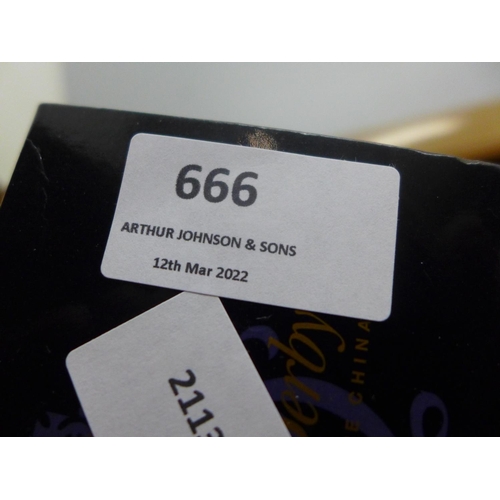 666
ARTHUR JOHNSON & SONS
12th Mar 2022
2113
erby
E CHINA